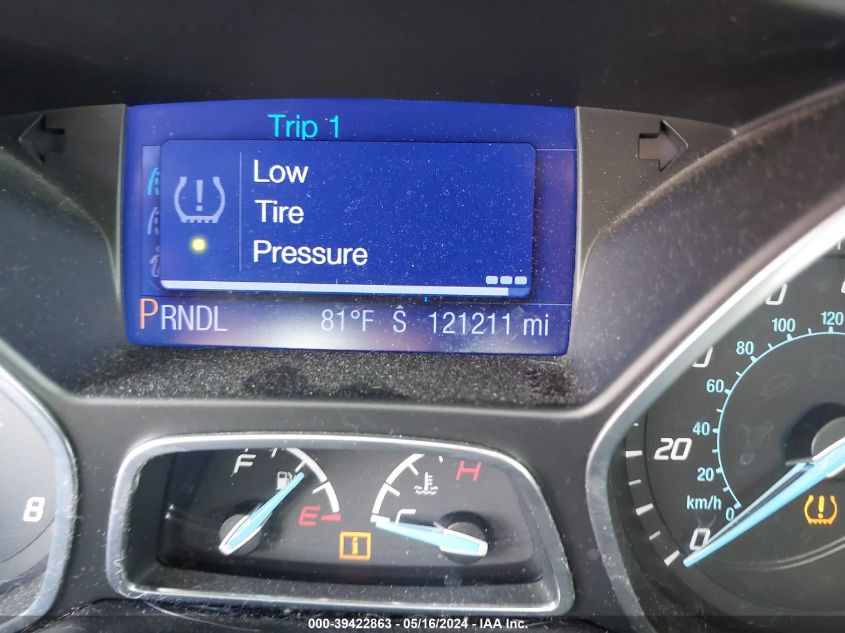 Trip 1
Low
Tire
Pressure
PRNDL 81°F Ŝ 121211 mi
F E
C H
8
0 20
km/h 0 20 40 60 80 100 120
000-39422863 - 05/16/2024 - IAA Inc.